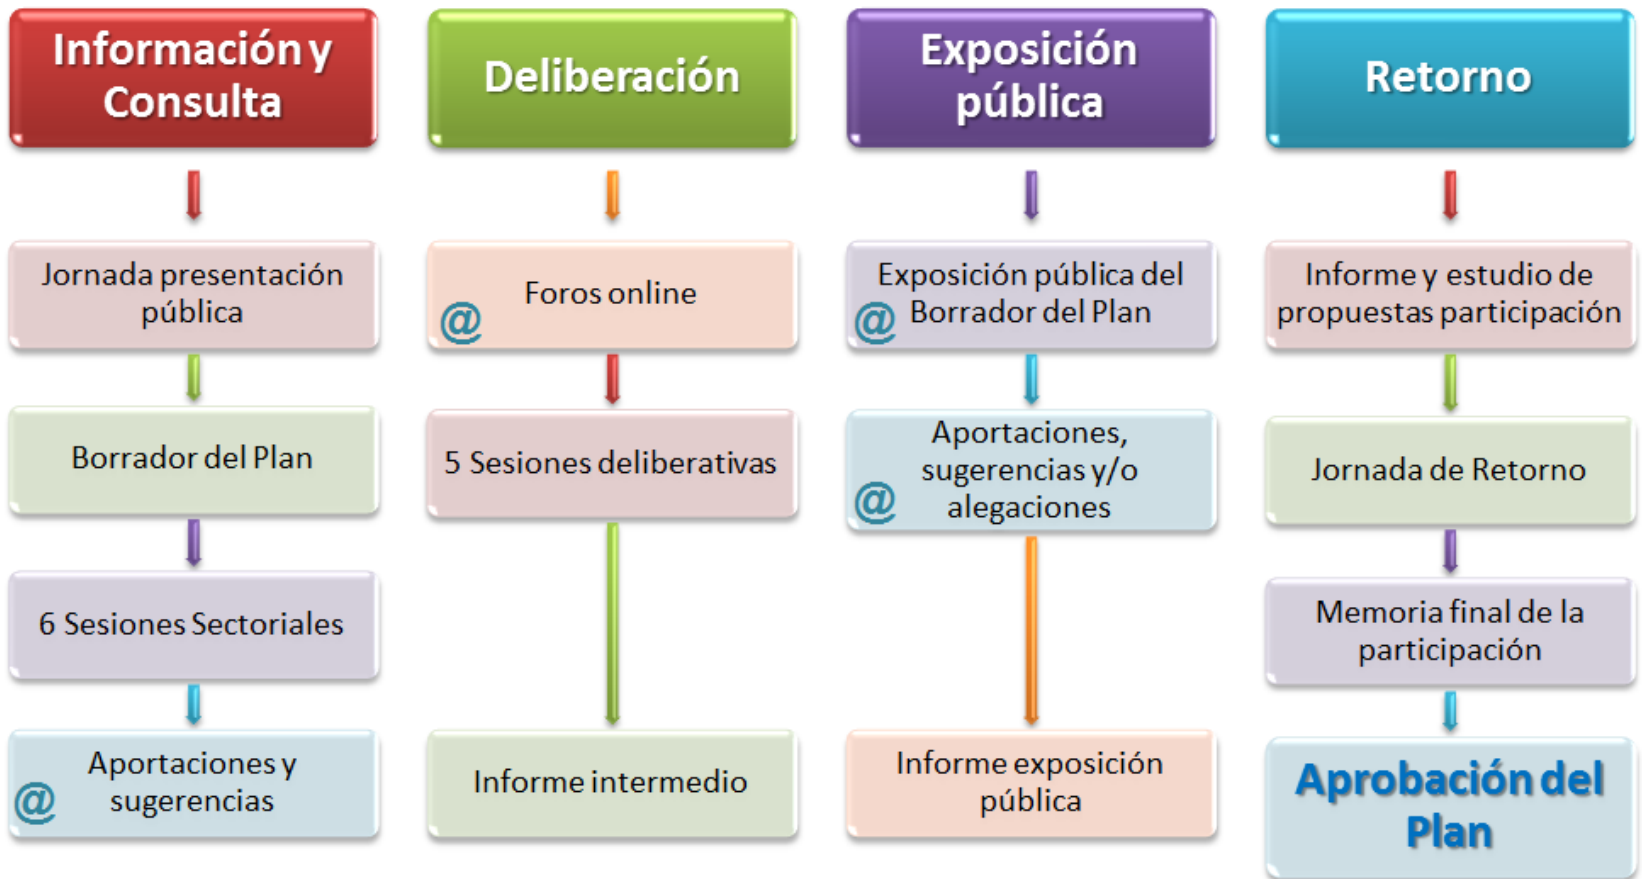 Información y
Consulta
Jornada presentación
pública
Borrador del Plan
6 Sesiones Sectoriales
Aportaciones y
sugerencias
@
Deliberación
Foros online
@
5 Sesiones deliberativas
Informe intermedio
Exposición
pública
Exposición pública del
Borrador del Plan
@
Aportaciones,
sugerencias y/o
alegaciones
@
Informe exposición
pública
Retorno
Informe y estudio de
propuestas participación
Jornada de Retorno
Memoria final de la
participación
Aprobación del
Plan